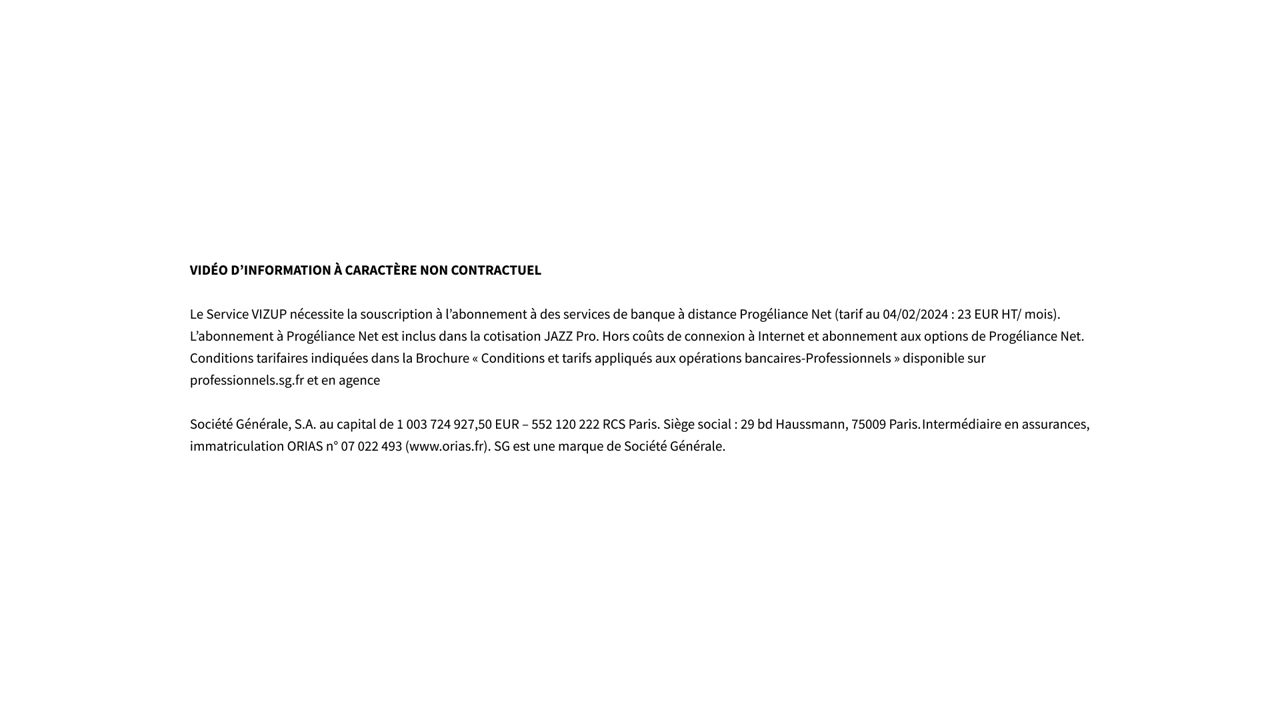 VIDÉO D’INFORMATION À CARACTÈRE NON CONTRACTUEL
Le Service VIZUP nécessite la souscription à l’abonnement à des services de banque à distance Progéliance Net (tarif au 04/02/2024 : 23 EUR HT/ mois).
L’abonnement à Progéliance Net est inclus dans la cotisation JAZZ Pro. Hors coûts de connexion à Internet et abonnement aux options de Progéliance Net.
Conditions tarifaires indiquées dans la Brochure « Conditions et tarifs appliqués aux opérations bancaires-Professionnels » disponible sur
professionnels.sg.fr et en agence
Société Générale, S.A. au capital de 1 003 724 927,50 EUR – 552 120 222 RCS Paris. Siège social : 29 bd Haussmann, 75009 Paris. Intermédiaire en assurances,
immatriculation ORIAS n° 07 022 493 (www.orias.fr). SG est une marque de Société Générale.